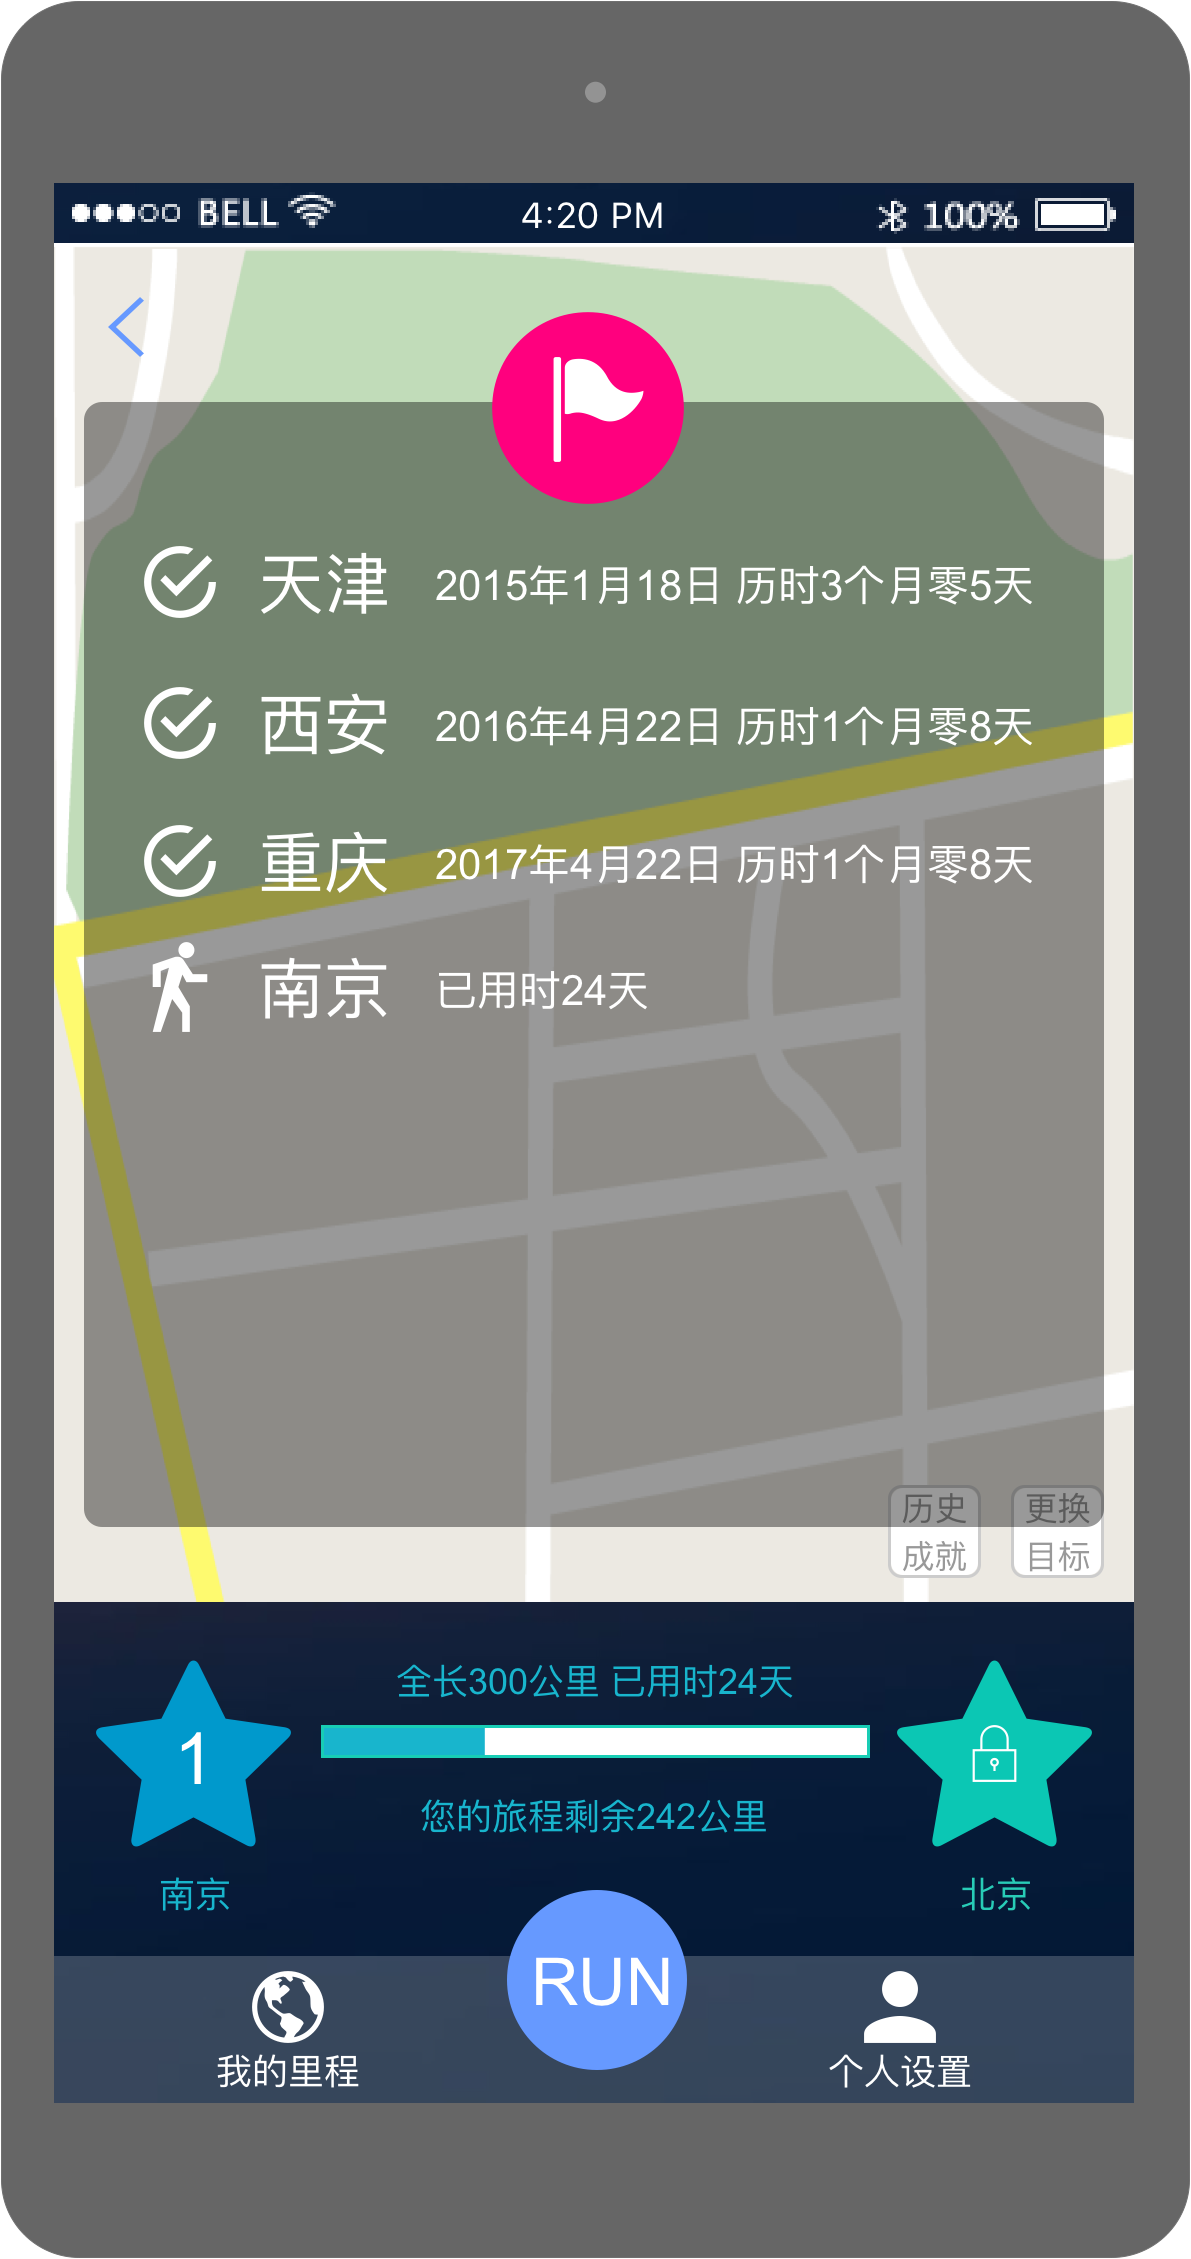 BELL 4:20 PM 100%
天津 2015年1月18日 历时3个月零5天
西安 2016年4月22日 历时1个月零8天
重庆 2017年4月22日 历时1个月零8天
南京 已用时24天
历史 更换
成就 目标
全长300公里 已用时24天
1
您的旅程剩余242公里
南京 北京
RUN
我的里程 个人设置